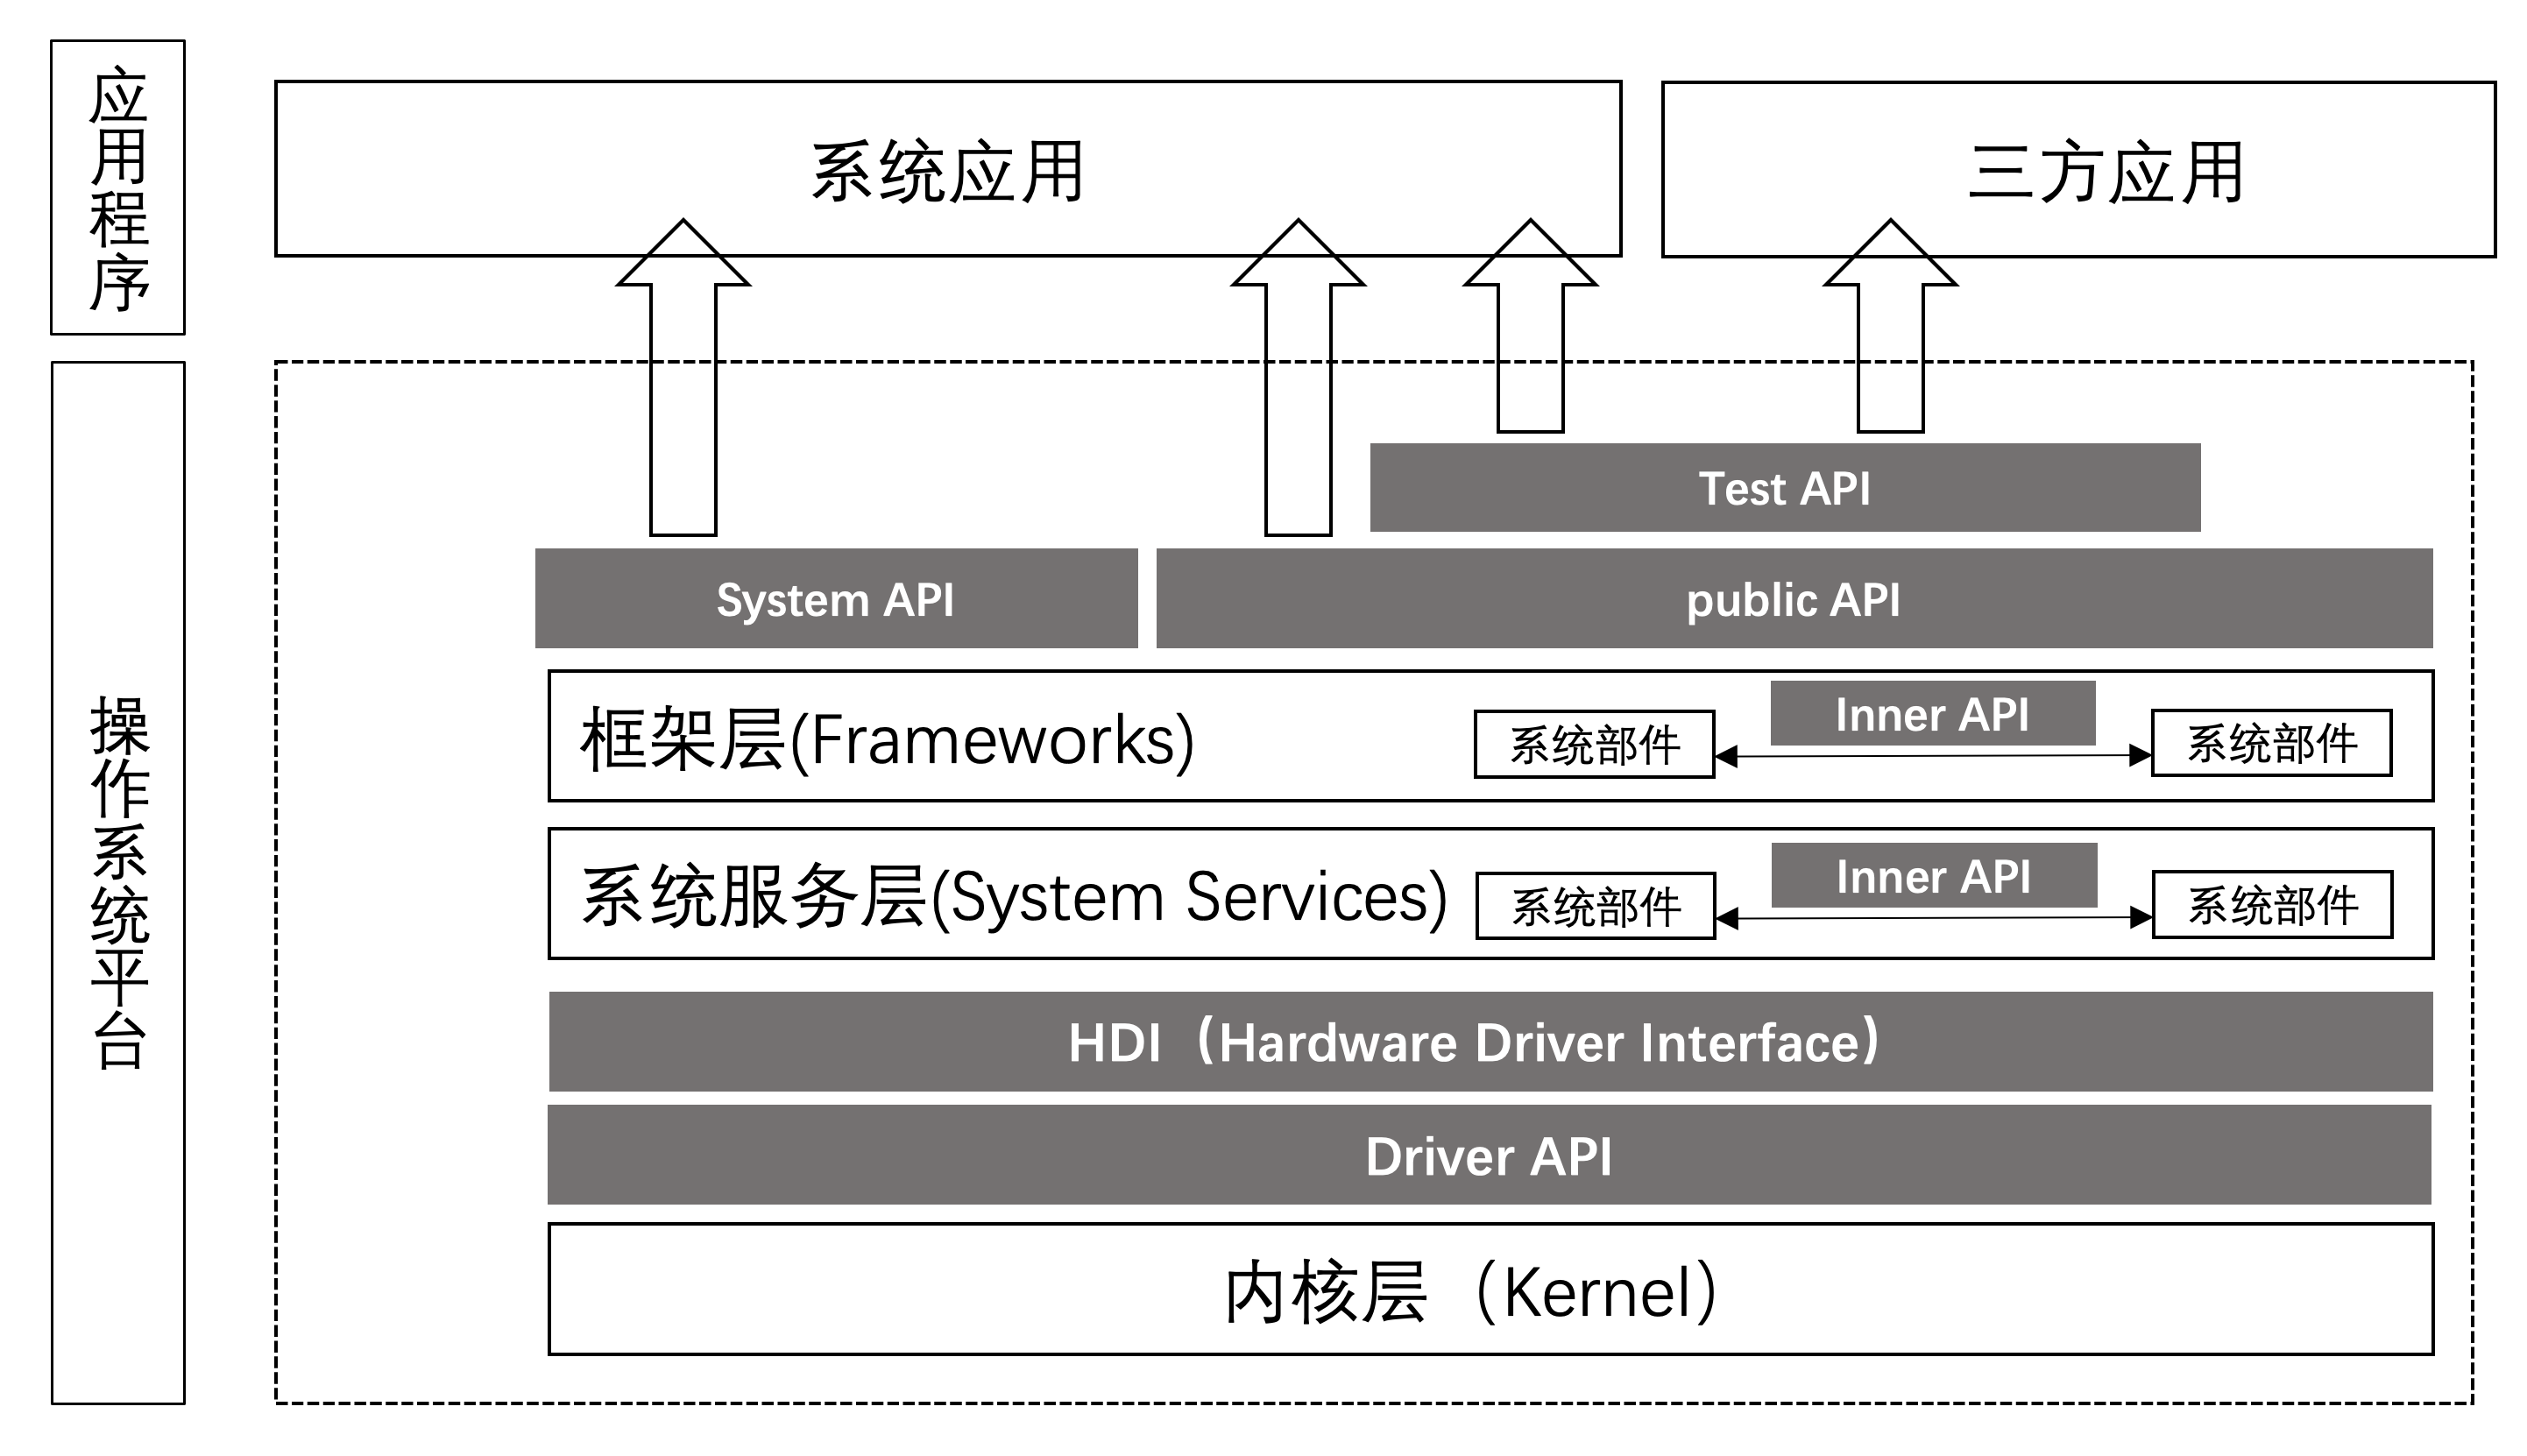 应用程序
系统应用
三方应用
操作系统平台
Test API
System API
public API
框架层(Frameworks)
系统部件
Inner API
系统部件
系统服务层(System Services)
系统部件
Inner API
系统部件
HDI（Hardware Driver Interface）
Driver API
内核层（Kernel）